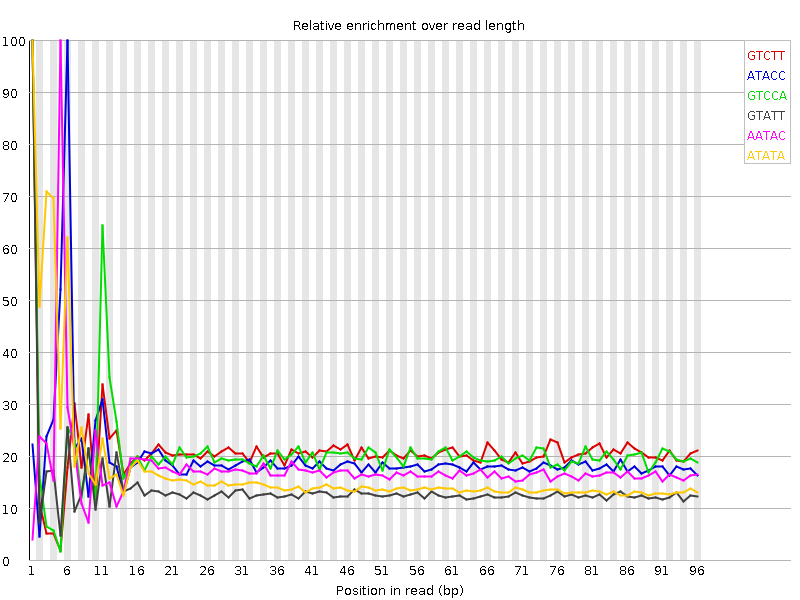 Relative enrichment over read length
100
90
80
70
60
50
40
30
20
10
0
GTCTT
ATACC
GTCCA
GTATT
AATAC
ATATA
1 6 11 16 21 26 31 36 41 46 51 56 61 66 71 76 81 86 91 96
Position in read (bp)